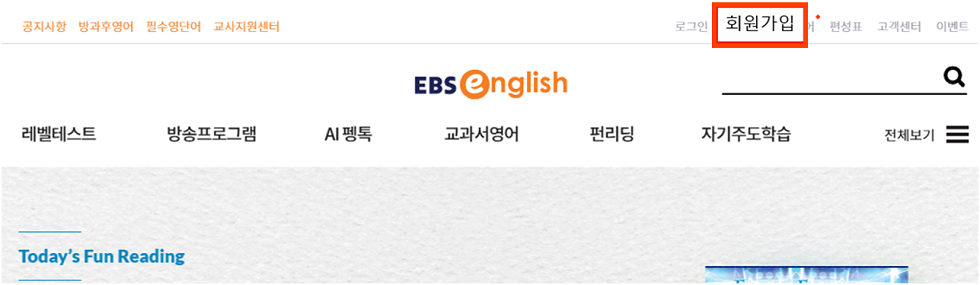 공지사항 방과후영어 필수영단어 교사지원센터 로그인 회원가입 편성표 고객센터 이벤트
EBS english
레벨테스트 방송프로그램 AI 펭톡 교과서영어 펀리딩 자기주도학습 전체보기
Today's Fun Reading